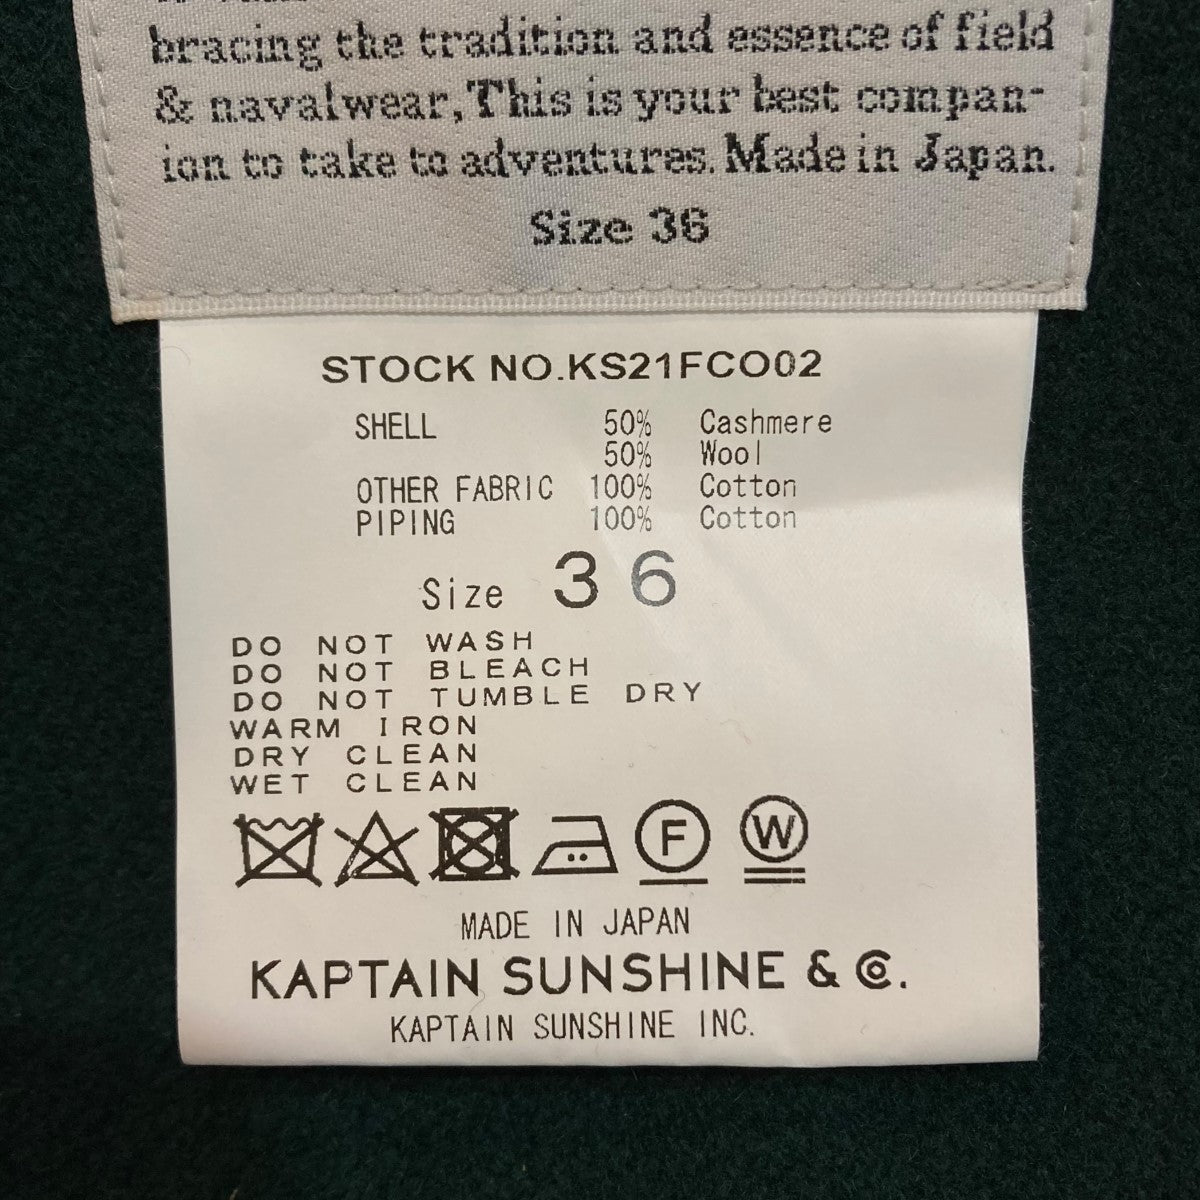 bracing the tradition and essence of field
& navalwear, This is your best compan-
ion to take to adventures. Made in Japan.
Size 36
STOCK NO.KS21FCO02
SHELL 50% Cashmere
50% Wool
OTHER FABRIC 100% Cotton
PIPING 100% Cotton
Size 36
DO NOT WASH
DO NOT BLEACH
DO NOT TUMBLE DRY
WARM IRON
DRY CLEAN
WET CLEAN
F W
MADE IN JAPAN
KAPTAIN SUNSHINE & Co.
KAPTAIN SUNSHINE INC.